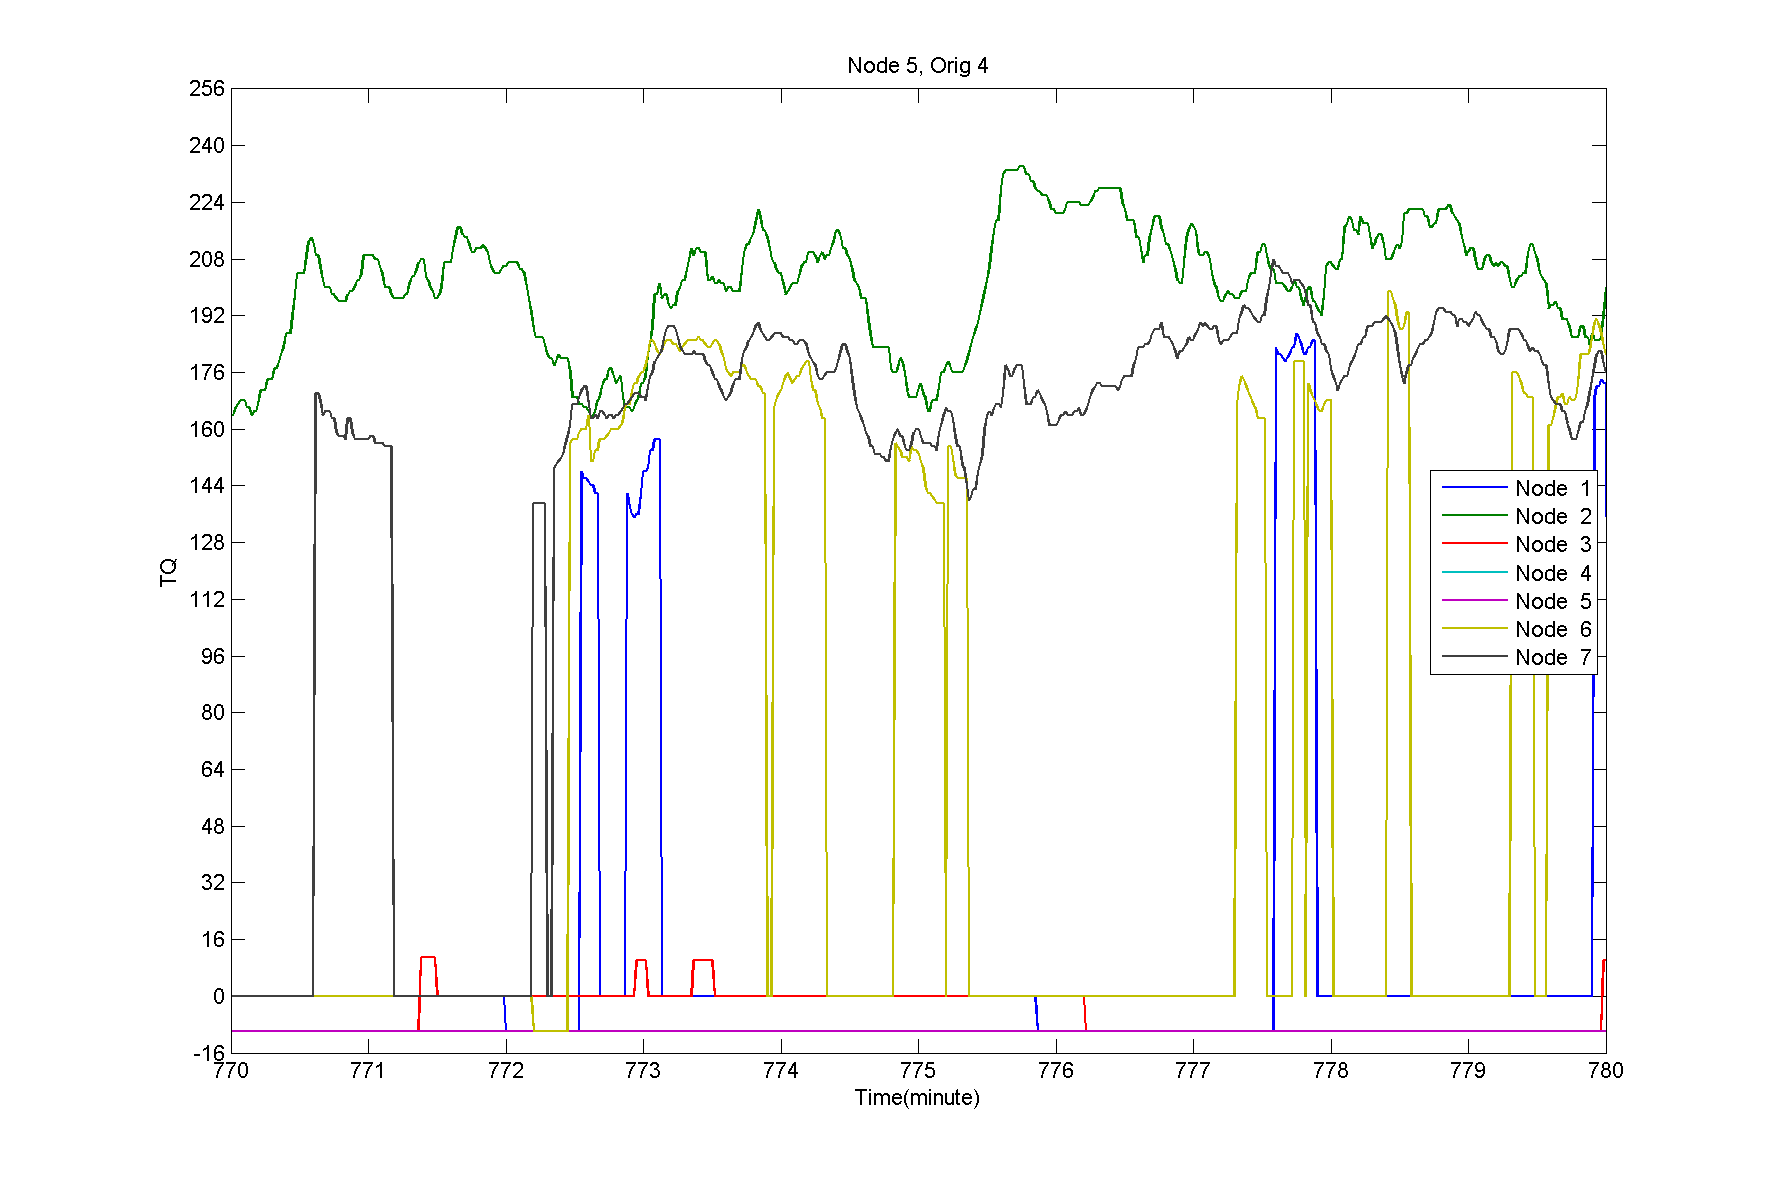 Node 5, Orig 4
256
240
224
208
192
176
160
144
128
112
96
80
64
48
32
16
0
-16
TQ
770 771 772 773 774 775 776 777 778 779 780
Time(minute)
Node 1
Node 2
Node 3
Node 4
Node 5
Node 6
Node 7